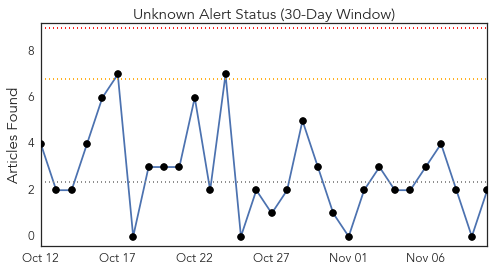 Unknown Alert Status (30-Day Window)
Articles Found
8
6
4
2
0
Oct 12 Oct 17 Oct 22 Oct 27 Nov 01 Nov 06